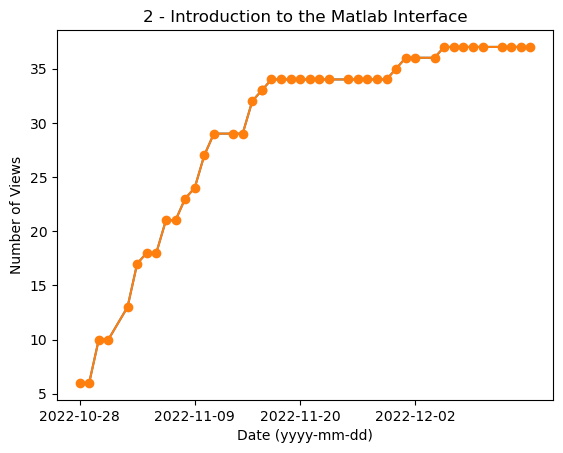 2 - Introduction to the Matlab Interface
Number of Views
35
30
25
20
15
10
5
2022-10-28 2022-11-09 2022-11-20 2022-12-02
Date (yyyy-mm-dd)